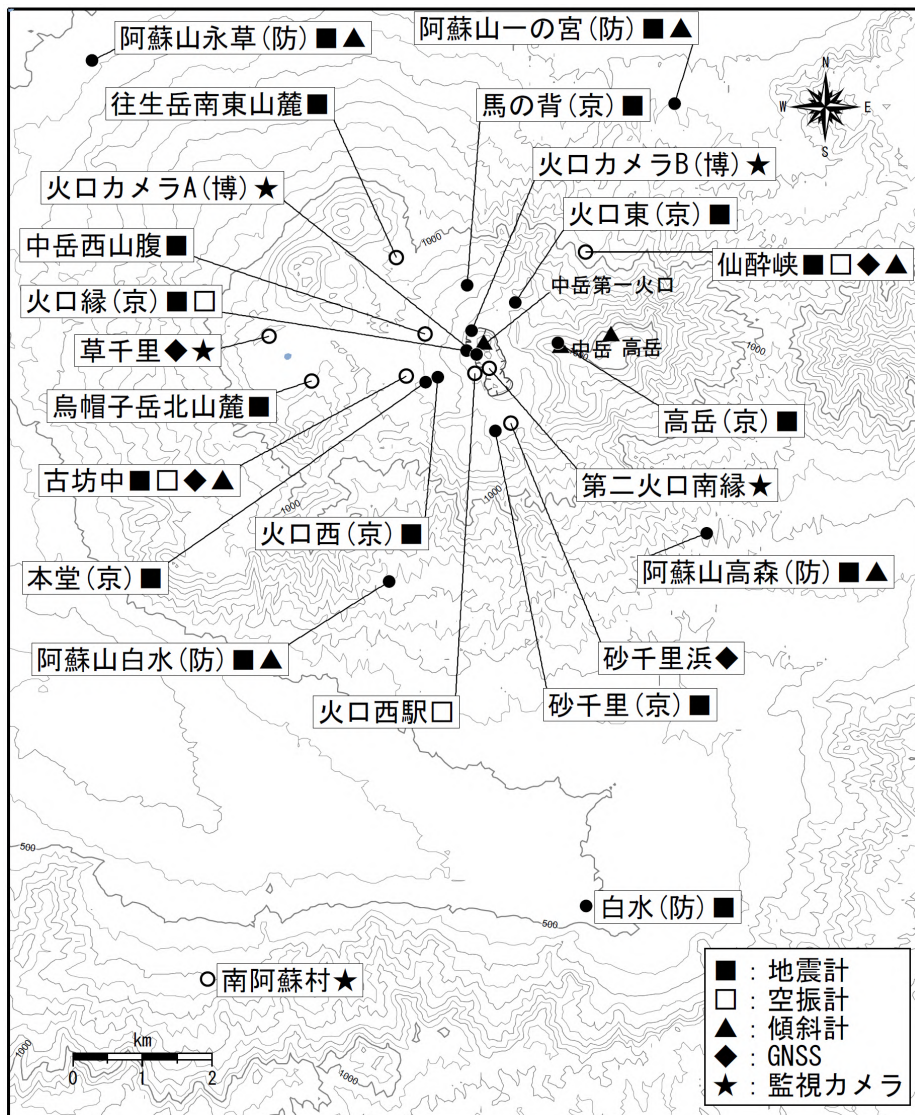 阿蘇山永草(防)■▲
阿蘇山一の宮(防)■▲
N
W
E
S
往生岳南東山麓■
馬の背(京)■
火口カメラA(博)★
火口カメラB(博)★
火口東(京)■
中岳西山腹■
1000
仙酔峡■□◆▲
火口縁(京)■□
中岳第一火口
草千里◆★
中岳
高岳
1000
烏帽子岳北山麓■
高岳(京)■
古坊中■□◆▲
第二火口南縁★
1000
1000
火口西(京)■
本堂(京)■
阿蘇山高森(防)■▲
阿蘇山白水(防)■▲
砂千里浜◆
火口西駅□
砂千里(京)■
500
白水(防)■
500
南阿蘇村★
■:地震計
□:空振計
▲:傾斜計
◆:GNSS
★:監視カメラ
km
0
1
2
1000
1000